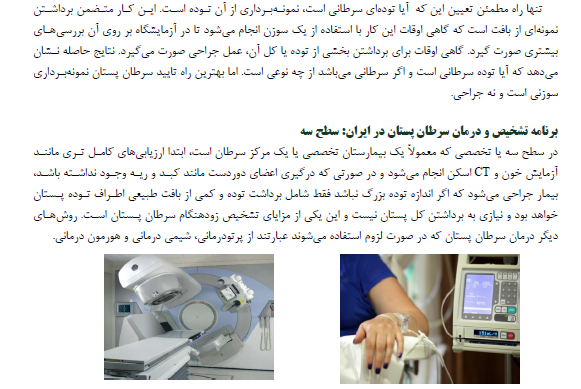 تنها راه مطمئن تعیین این که آیا توده‌ای سرطانی است، نمونه‌برداری از آن توده است. این کار متضمن برداشتن
نمونه‌ای از بافت است که گاهی اوقات این کار با استفاده از یک سوزن انجام می‌شود تا در آزمایشگاه بر روی آن بررسی‌های
بیشتری صورت گیرد. گاهی اوقات برای برداشتن بخشی از توده یا کل آن، عمل جراحی صورت می‌گیرد. نتایج حاصله نشان
می‌دهد که آیا توده سرطانی است و اگر سرطانی می‌باشد از چه نوعی است. اما بهترین راه تایید سرطان پستان نمونه‌برداری
سوزنی است و نه جراحی.
برنامه تشخیص و درمان سرطان پستان در ایران: سطح سه
در سطح سه یا تخصصی که معمولاً یک بیمارستان تخصصی یا یک مرکز سرطان است، ابتدا ارزیابی‌های کامل تری مانند
آزمایش خون و CT اسکن انجام می‌شود و در صورتی که درگیری اعضای دوردست مانند کبد و ریه وجود نداشته باشد،
بیمار جراحی می‌شود که اگر اندازه توده بزرگ نباشد فقط شامل برداشت توده و کمی از بافت طبیعی اطراف توده پستان
خواهد بود و نیازی به برداشتن کل پستان نیست و این یکی از مزایای تشخیص زودهنگام سرطان پستان است. روش‌های
دیگر درمان سرطان پستان که در صورت لزوم استفاده می‌شوند عبارتند از پرتودرمانی، شیمی درمانی و هورمون درمانی.